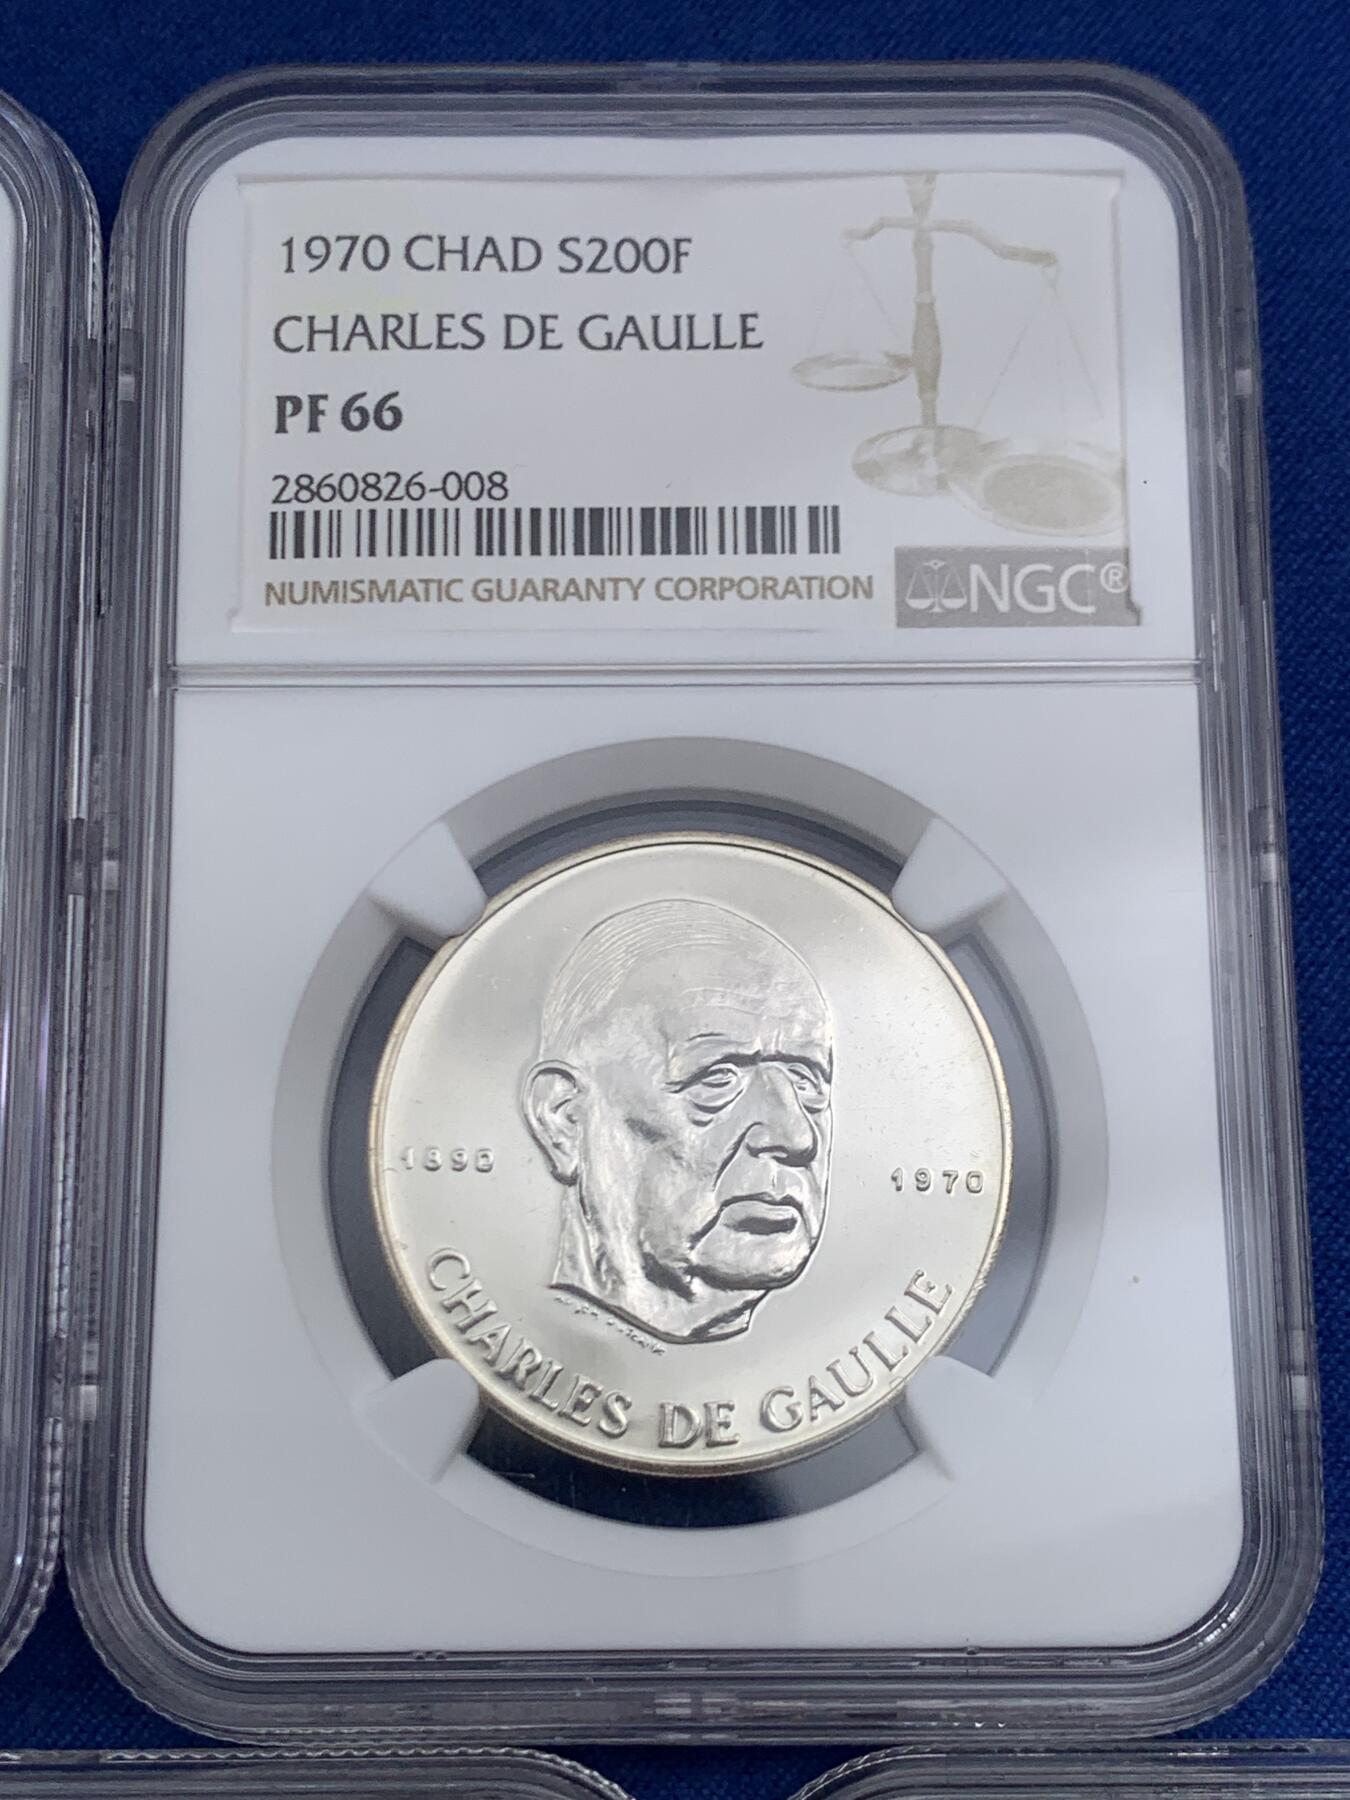 1970 CHAD S200F
CHARLES DE GAULLE
PF 66
2860826-008
NUMISMATIC GUARANTY CORPORATION
NGC®
1890
1970
CHARLES DE GAULLE